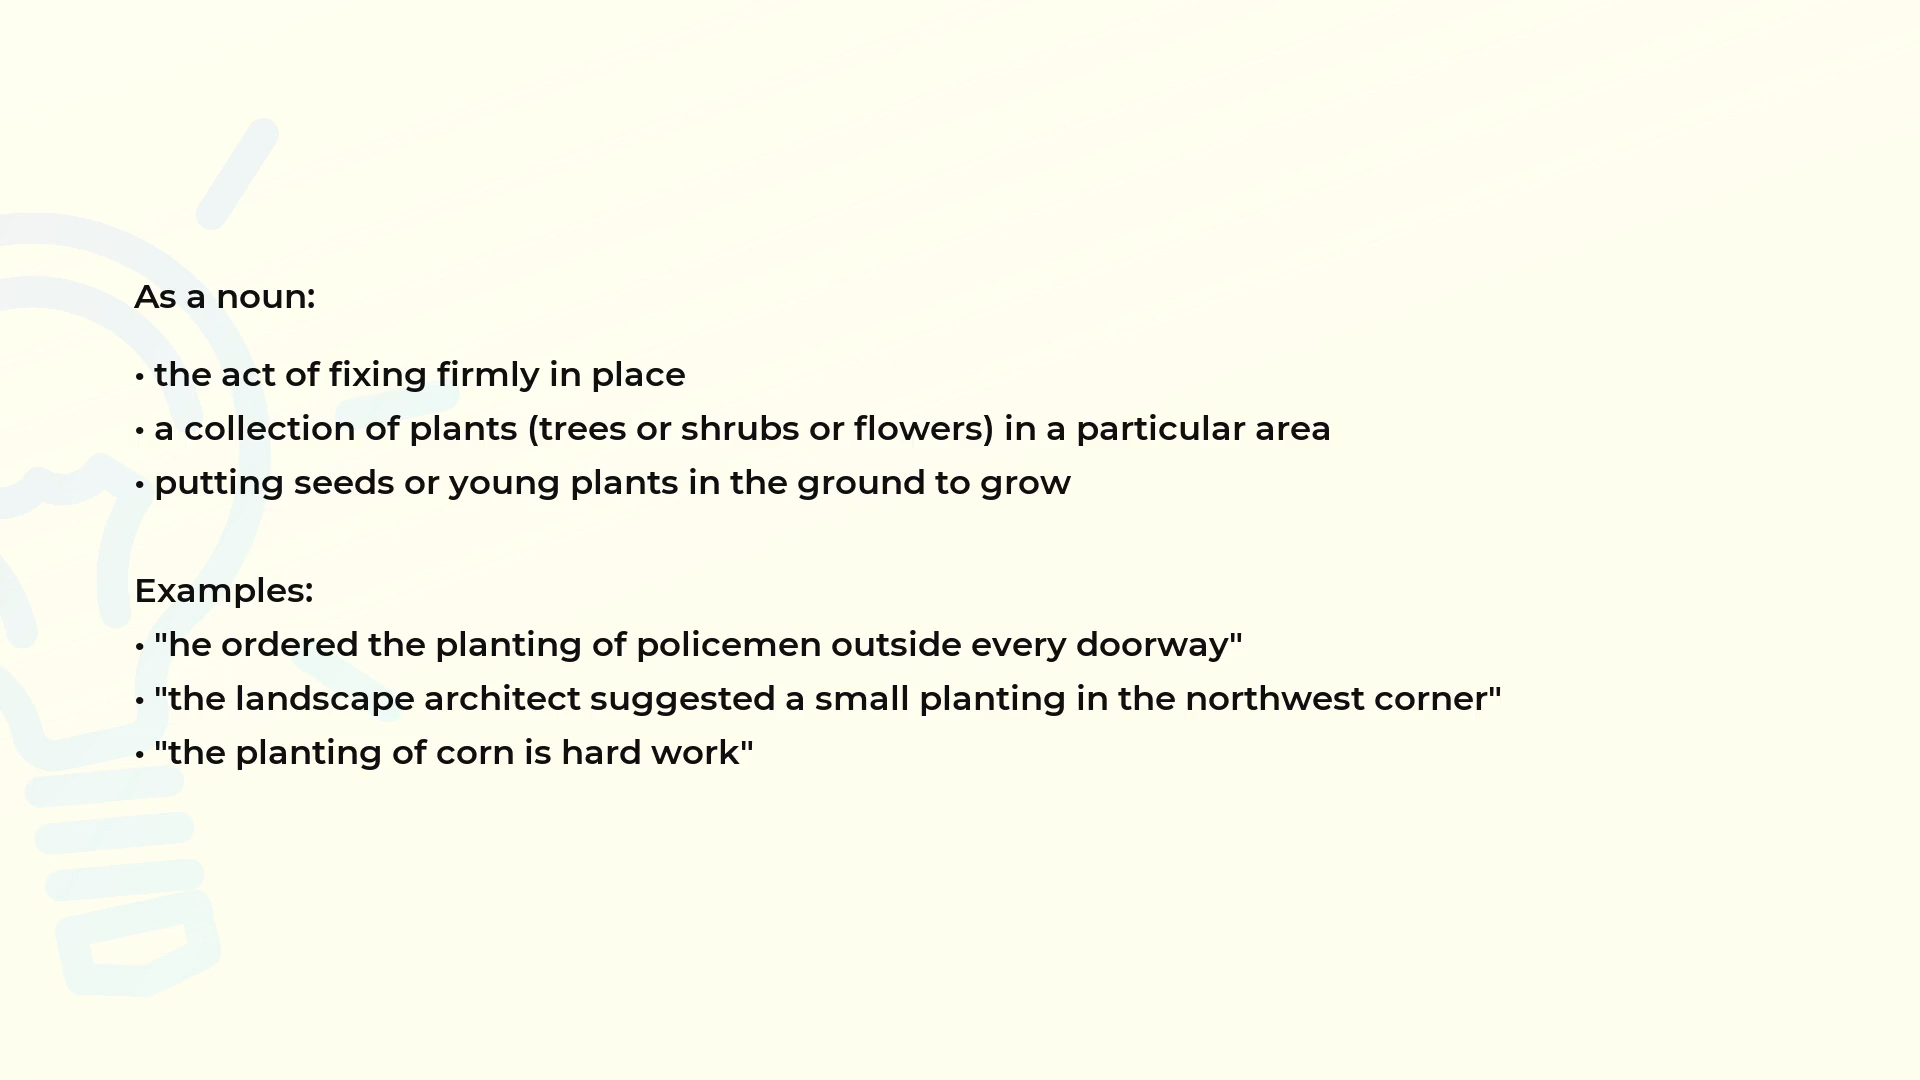 As a noun:
• the act of fixing firmly in place
• a collection of plants (trees or shrubs or flowers) in a particular area
• putting seeds or young plants in the ground to grow
Examples:
• "he ordered the planting of policemen outside every doorway"
• "the landscape architect suggested a small planting in the northwest corner"
• "the planting of corn is hard work"